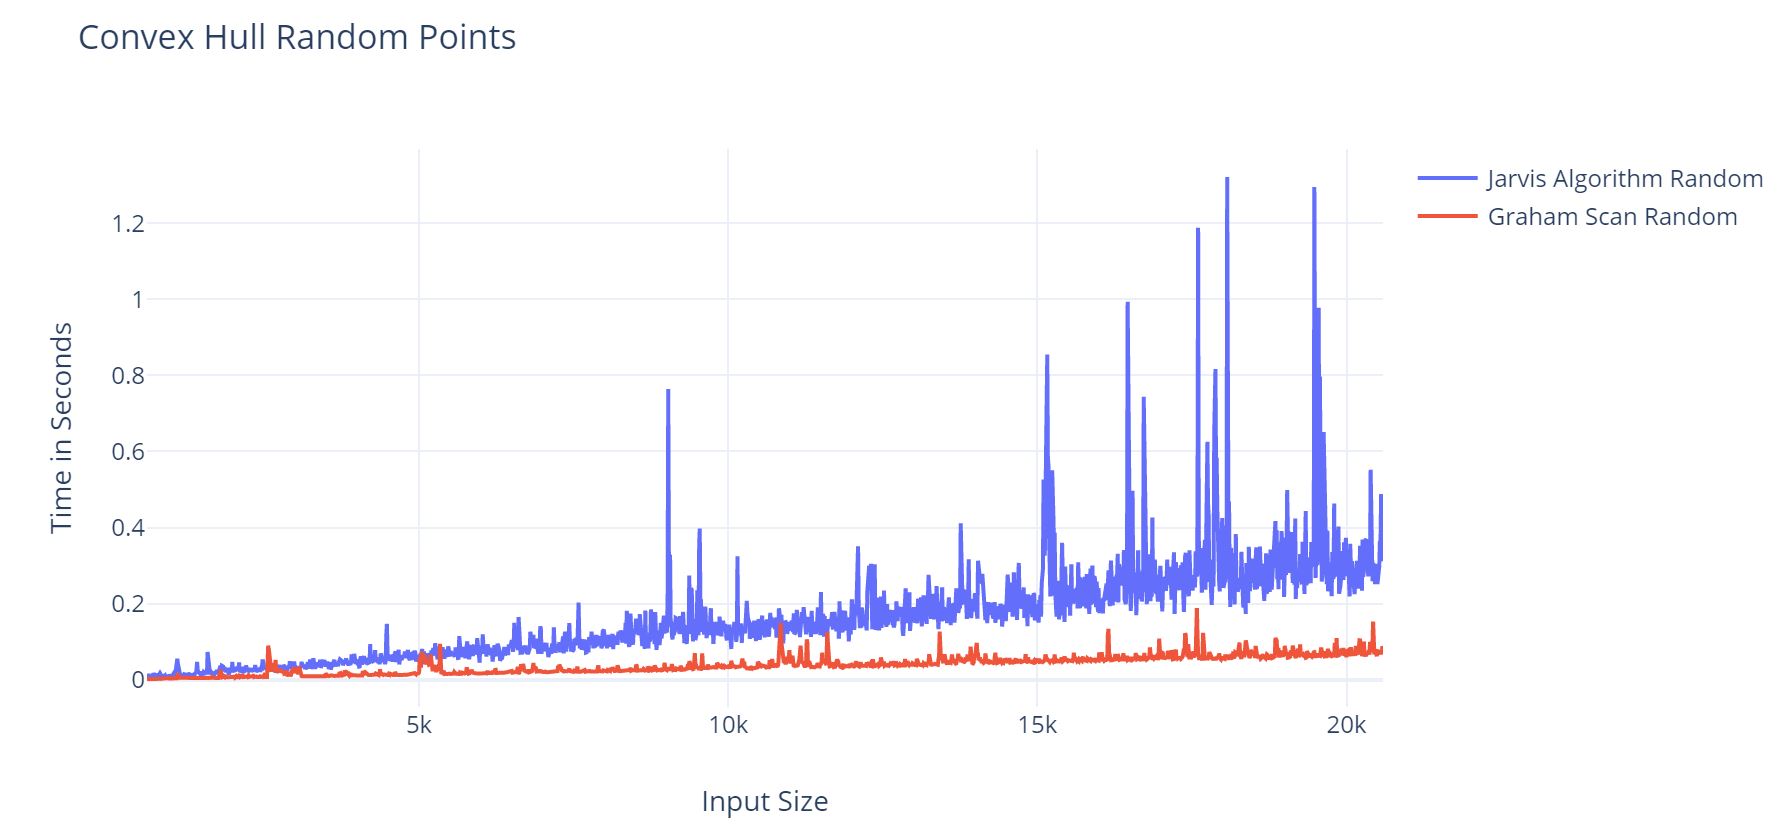 Convex Hull Random Points
Jarvis Algorithm Random
Graham Scan Random
Time in Seconds
1.2
1
0.8
0.6
0.4
0.2
0
5k
10k
15k
20k
Input Size